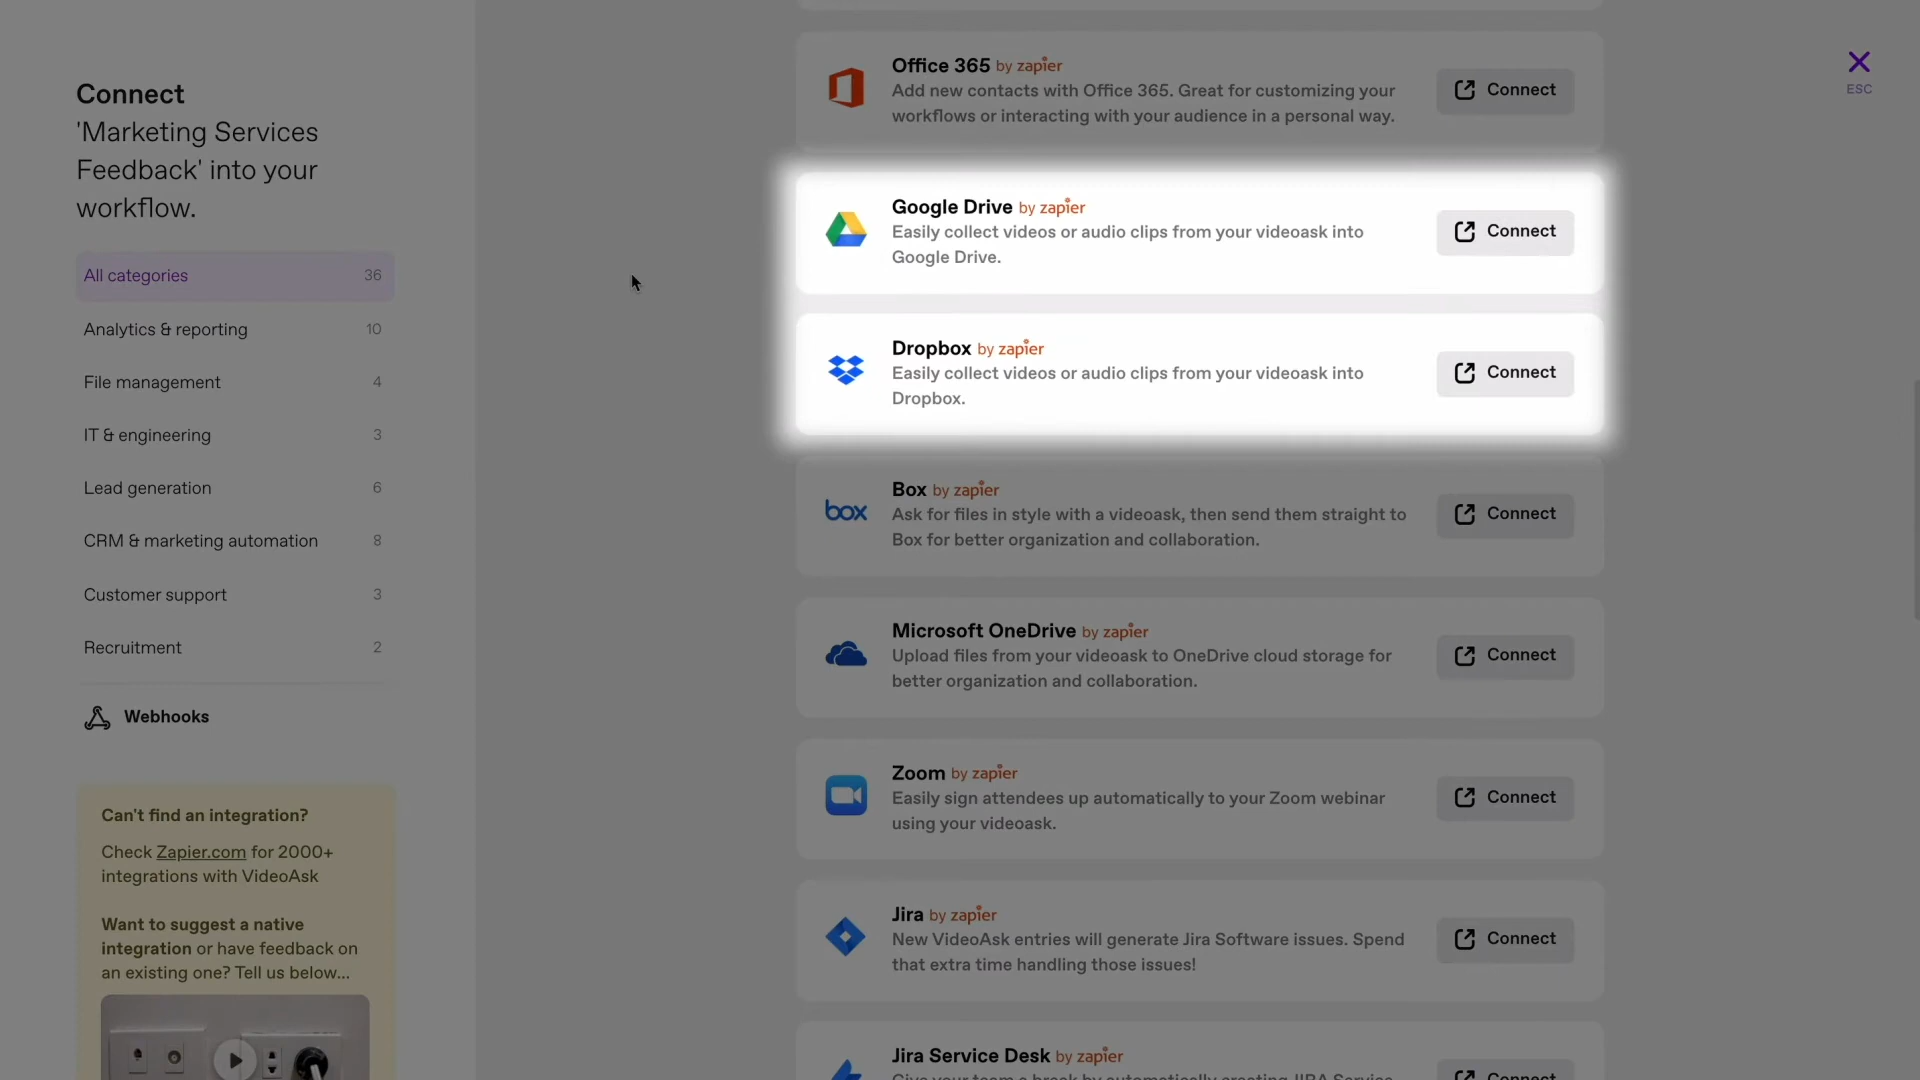 Connect
'Marketing Services
Feedback' into your
workflow.
All categories 36
Analytics & reporting 10
File management 4
IT & engineering 3
Lead generation 6
CRM & marketing automation 8
Customer support 3
Recruitment 2
Webhooks
Can't find an integration?
Check Zapier.com for 2000+
integrations with VideoAsk
Want to suggest a native
integration or have feedback on
an existing one? Tell us below...
Office 365 by zapier
Add new contacts with Office 365. Great for customizing your
workflows or interacting with your audience in a personal way.
Connect
Google Drive by zapier
Easily collect videos or audio clips from your videoask into
Google Drive.
Connect
Dropbox by zapier
Easily collect videos or audio clips from your videoask into
Dropbox.
Connect
box
Box by zapier
Ask for files in style with a videoask, then send them straight to
Box for better organization and collaboration.
Connect
Microsoft OneDrive by zapier
Upload files from your videoask to OneDrive cloud storage for
better organization and collaboration.
Connect
Zoom by zapier
Easily sign attendees up automatically to your Zoom webinar
using your videoask.
Connect
Jira by zapier
New VideoAsk entries will generate Jira Software issues. Spend
that extra time handling those issues!
Connect
Jira Service Desk by zapier
Give your team a break by automatically creating JIRA Service
Connect
ESC